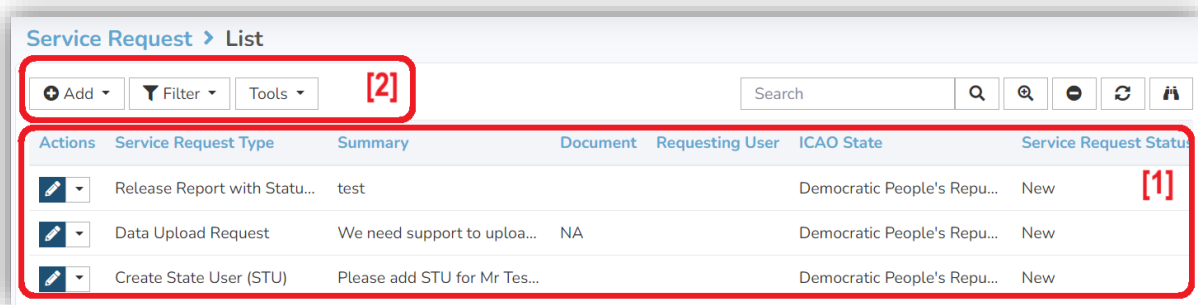 Service Request > List
Add Filter Tools [2] Search
Actions Service Request Type Summary Document Requesting User ICAO State Service Request Status
Release Report with Statu... test Democratic People's Repu... New [1]
Data Upload Request We need support to uploa... NA Democratic People's Repu... New
Create State User (STU) Please add STU for Mr Tes... Democratic People's Repu... New